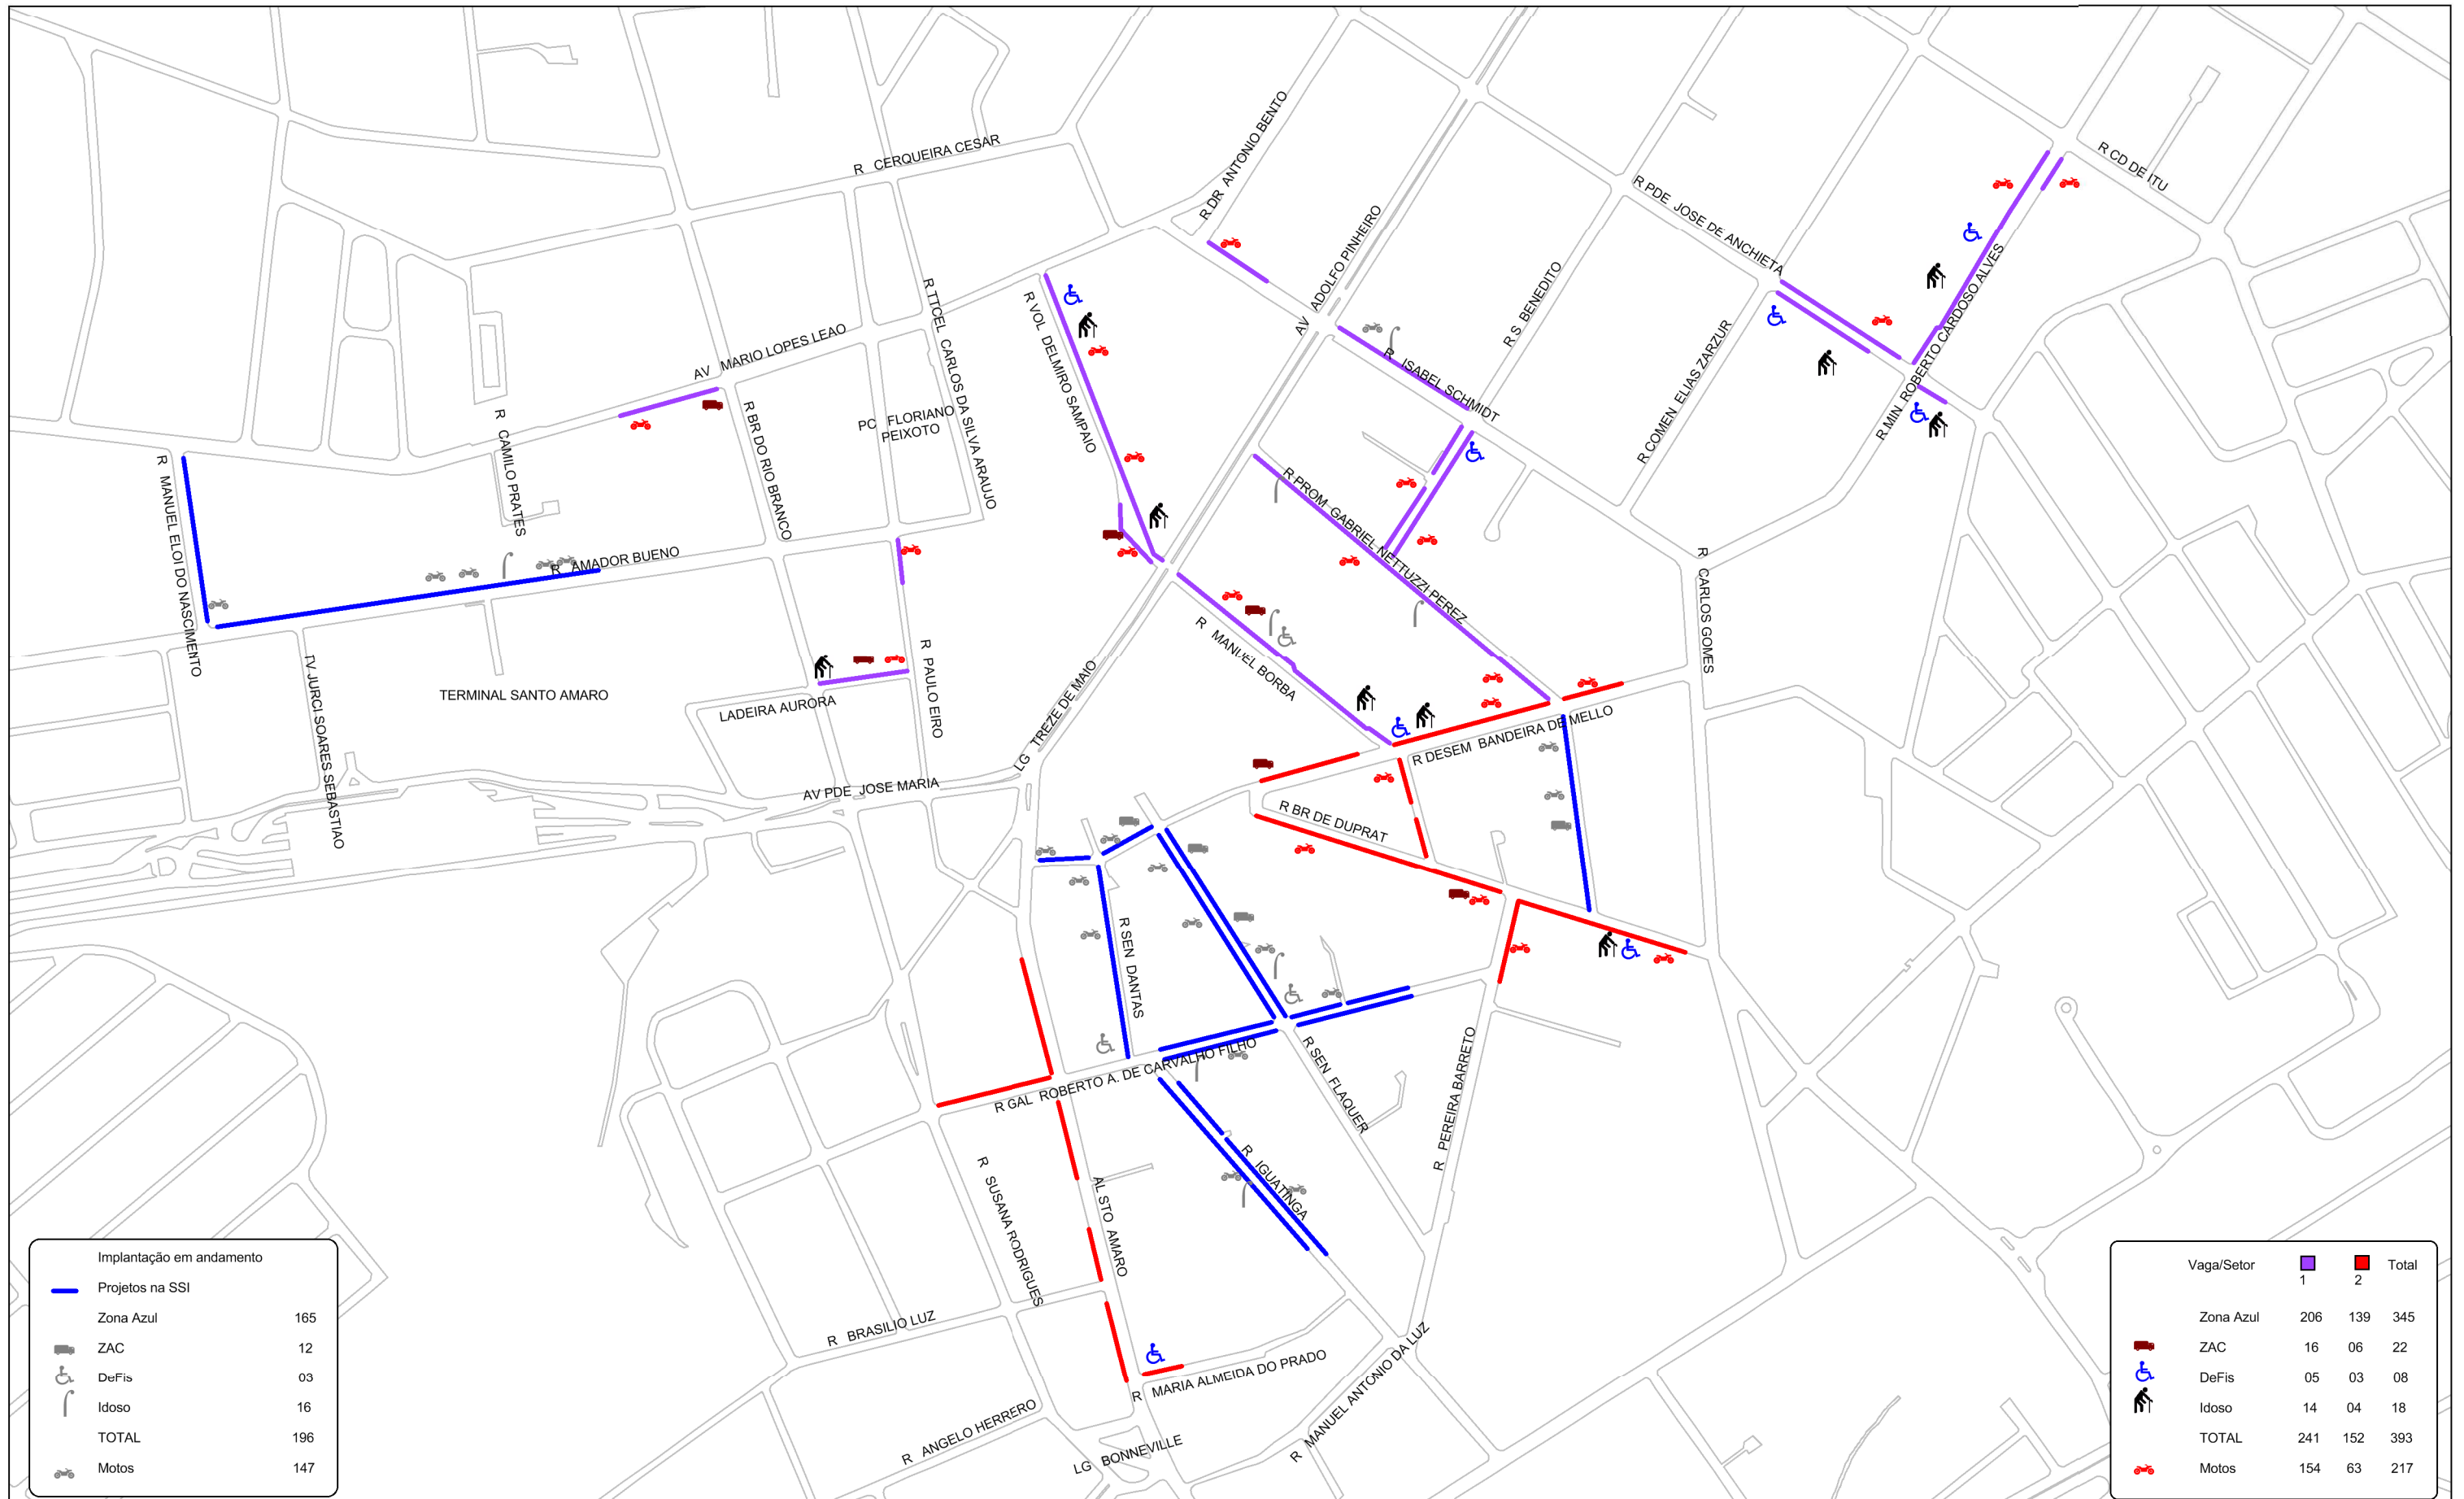 R CERQUEIRA CESAR
R DR ANTONIO BENTO
AV ADOLFO PINHEIRO
R PDE JOSE DE ANCHIETA
R CD DE ITU
R S BENEDITO
R MIN ROBERTO CARDOSO ALVES
R COMEN ELIAS ZARZUR
R ISABEL SCHMIDT
R VOL DELMIRO SAMPAIO
R TTCEL CARLOS DA SILVA ARAUJO
AV MARIO LOPES LEAO
PC FLORIANO
PEIXOTO
R BR DO RIO BRANCO
R CAMILO PRATES
R MANUEL ELOI DO NASCIMENTO
R AMADOR BUENO
R PROM GABRIEL NETTUZZI PEREZ
R CARLOS GOMES
R MANUEL BORBA
TV JURCI SOARES SEBASTIAO
TERMINAL SANTO AMARO
LADEIRA AURORA
R PAULO EIRO
LG TREZE DE MAIO
R DESEM BANDEIRA DE MELLO
AV PDE JOSE MARIA
R BR DE DUPRAT
R SEN DANTAS
R GAL ROBERTO A. DE CARVALHO FILHO
R SEN FLAQUER
R PEREIRA BARRETO
R IGUATINGA
R SUSANA RODRIGUES
AL STO AMARO
R BRASILIO LUZ
R MARIA ALMEIDA DO PRADO
R MANUEL ANTONIO DA LUZ
R ANGELO HERRERO
LG BONNEVILLE
Implantação em andamento
Projetos na SSI
Zona Azul 165
ZAC 12
DeFis 03
Idoso 16
TOTAL 196
Motos 147
Vaga/Setor 1 2 Total
Zona Azul 206 139 345
ZAC 16 06 22
DeFis 05 03 08
Idoso 14 04 18
TOTAL 241 152 393
Motos 154 63 217